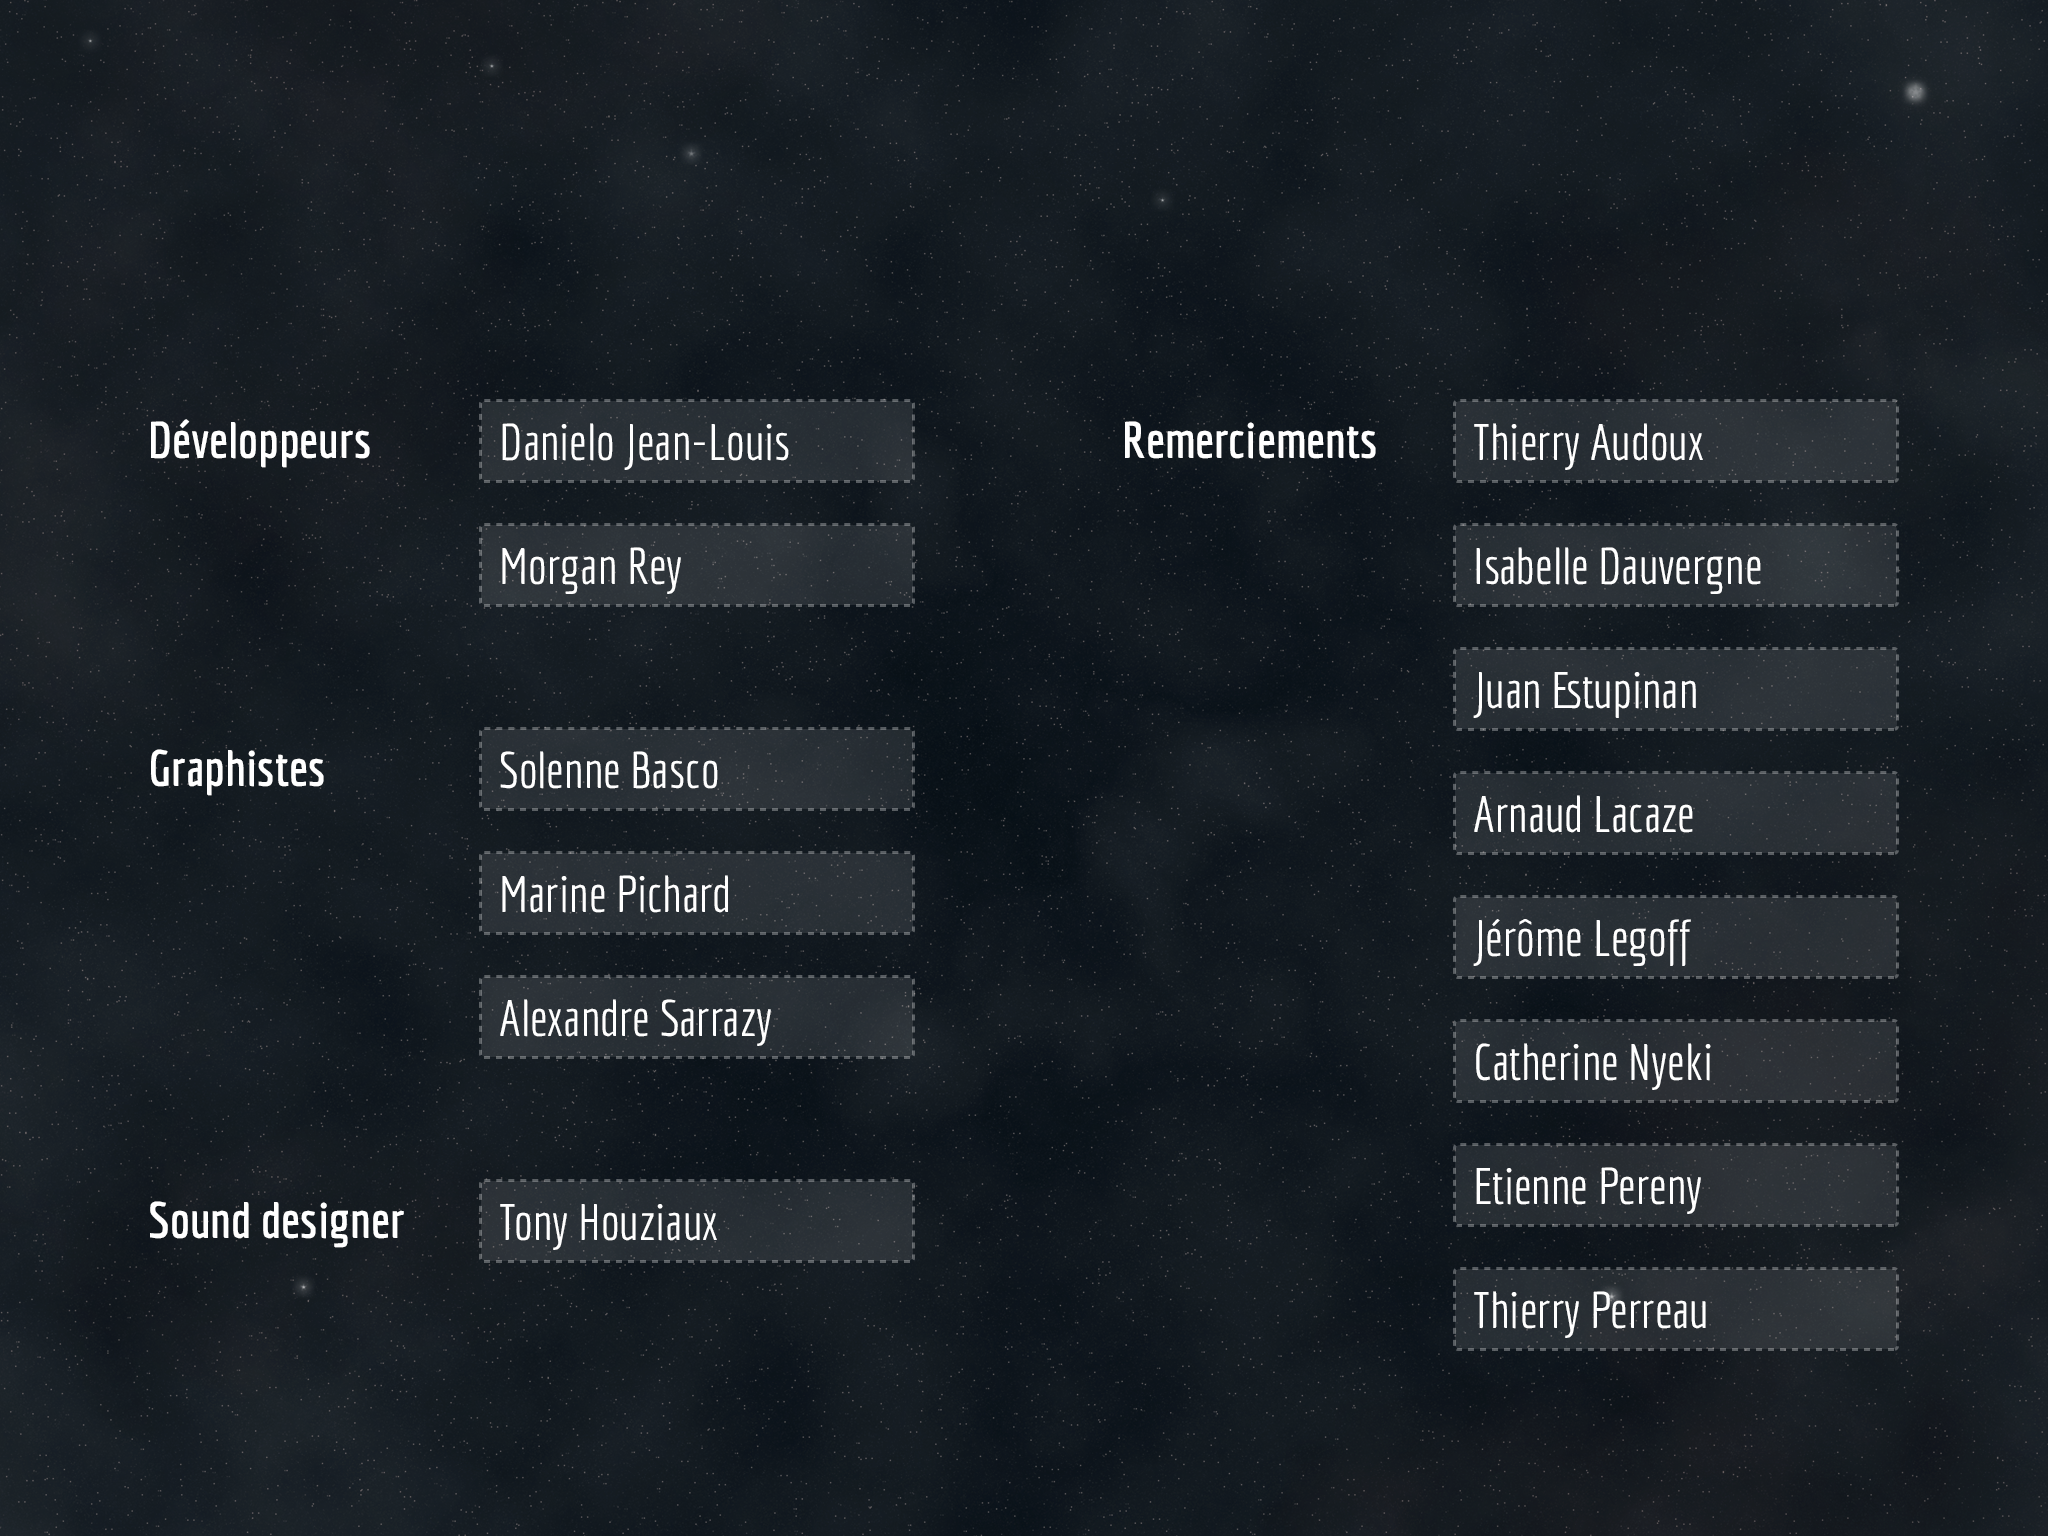 Développeurs
Danielo Jean-Louis
Morgan Rey
Graphistes
Solenne Basco
Marine Pichard
Alexandre Sarrazy
Sound designer
Tony Houziaux
Remerciements
Thierry Audoux
Isabelle Dauvergne
Juan Estupinan
Arnaud Lacaze
Jérôme Legoff
Catherine Nyeki
Etienne Pereny
Thierry Perreau